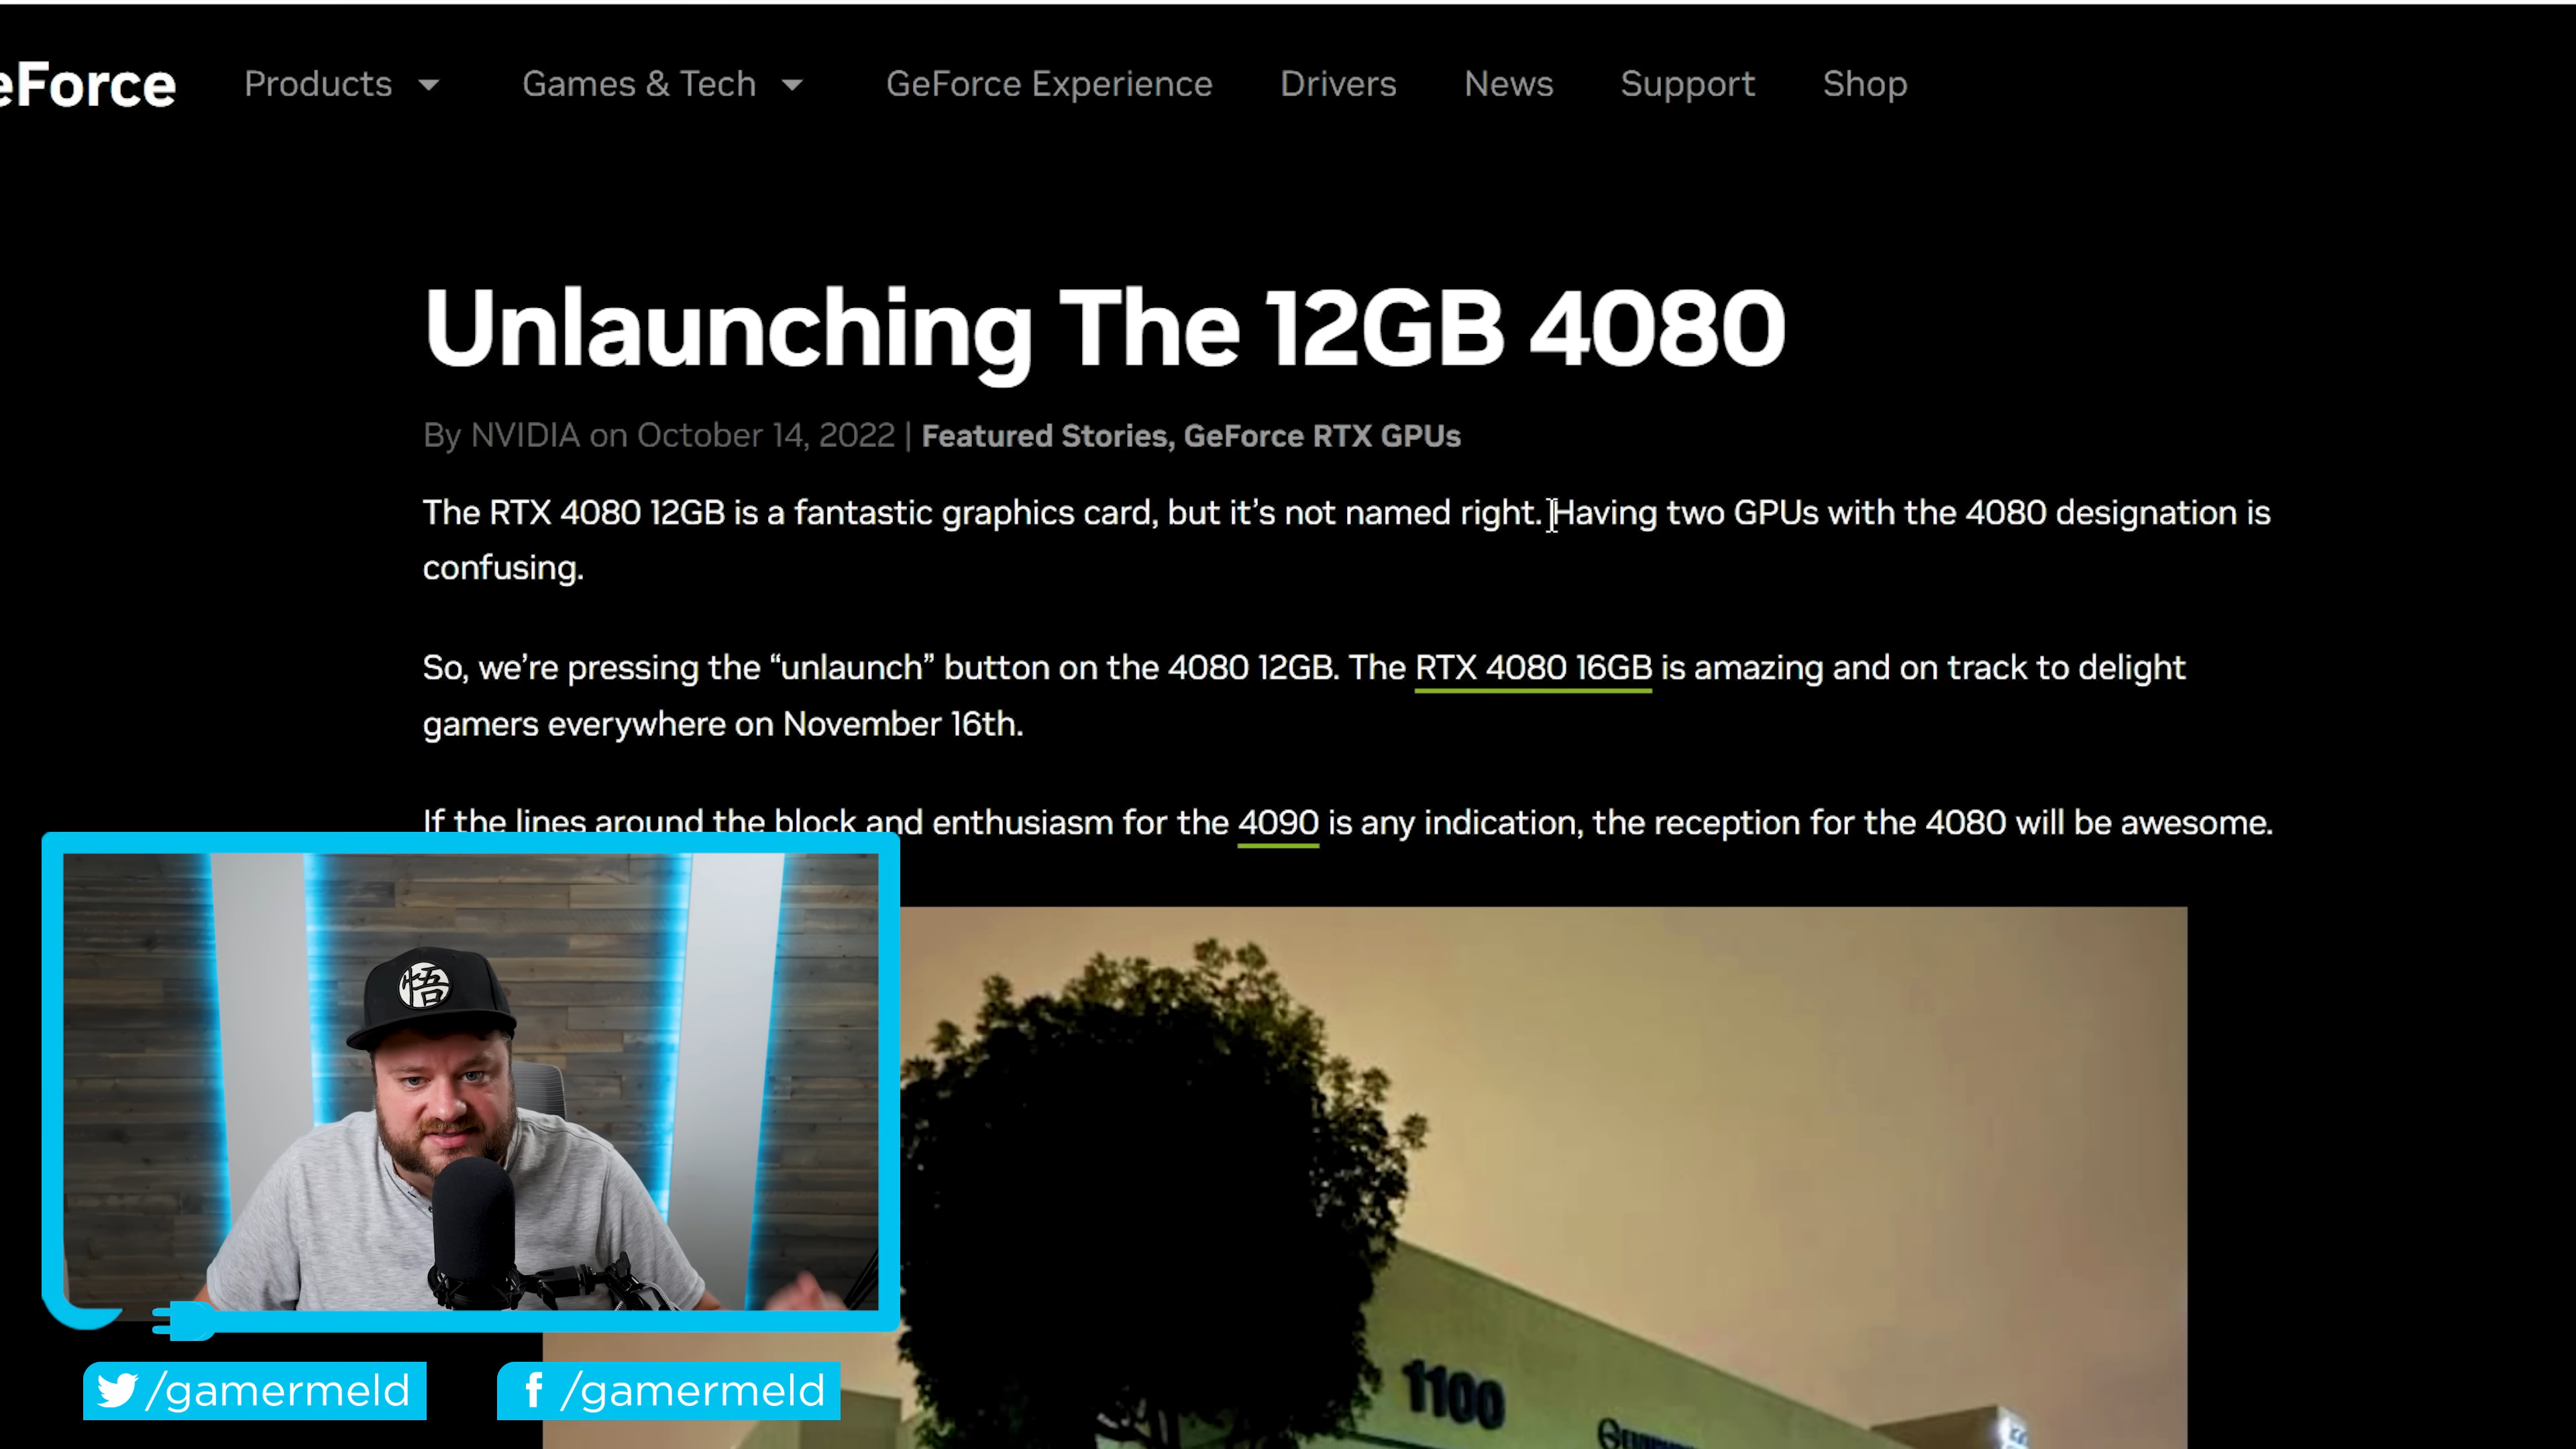 eForce
Products
Games & Tech
GeForce Experience
Drivers
News
Support
Shop
Unlaunching The 12GB 4080
By NVIDIA on October 14, 2022 | Featured Stories, GeForce RTX GPUs
The RTX 4080 12GB is a fantastic graphics card, but it’s not named right. Having two GPUs with the 4080 designation is
confusing.
So, we’re pressing the “unlaunch” button on the 4080 12GB. The RTX 4080 16GB is amazing and on track to delight
gamers everywhere on November 16th.
If the lines around the block and enthusiasm for the 4090 is any indication, the reception for the 4080 will be awesome.
悟
1100
/gamermeld
f /gamermeld